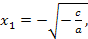 x₁ = −√(−c/a),